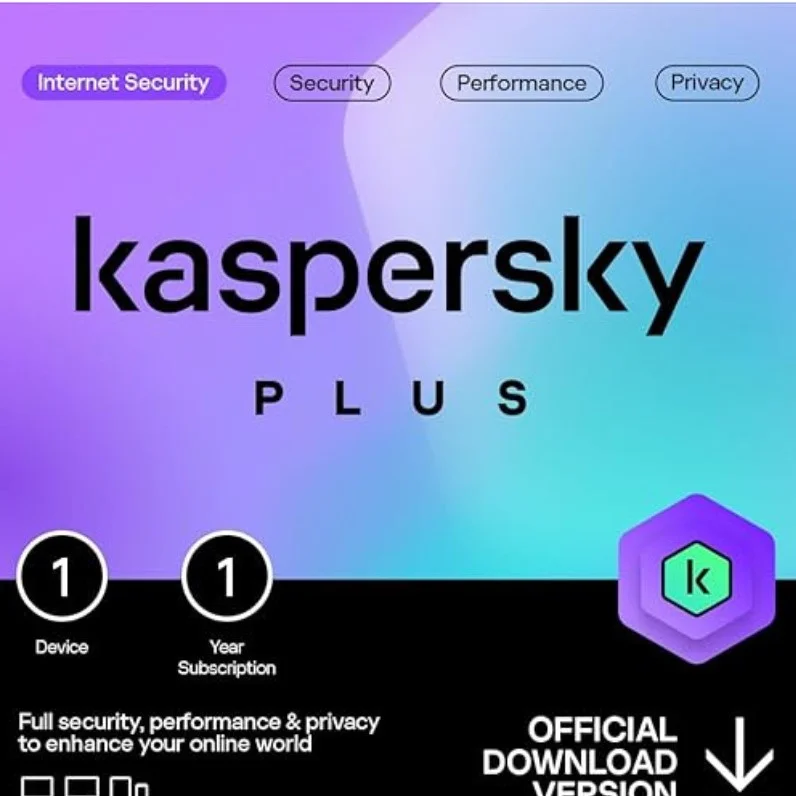 Internet Security
Security
Performance
Privacy
kaspersky
PLUS
1
Device
1
Year
Subscription
k
Full security, performance & privacy
to enhance your online world
OFFICIAL
DOWNLOAD
VERSION